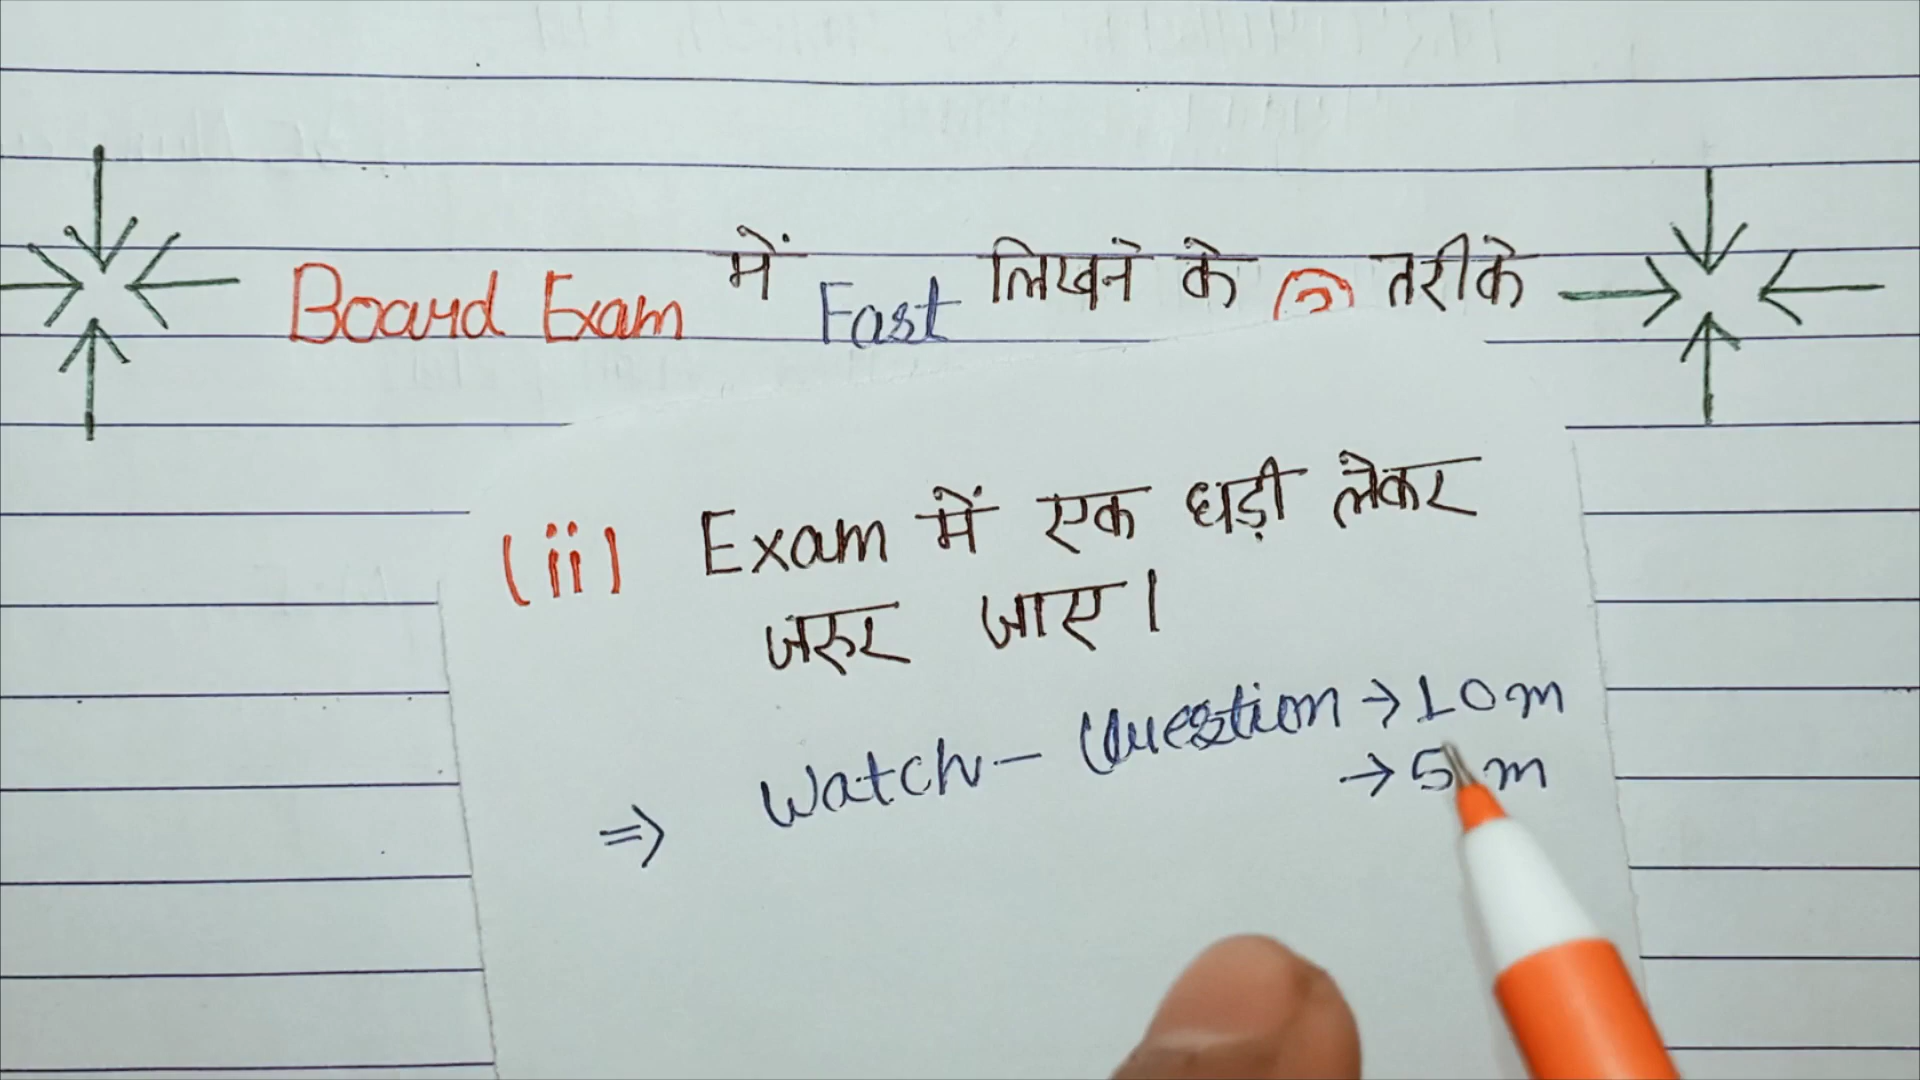 Board Exam में Fast लिखने के तरीके
(ii) Exam में एक घड़ी लेकर
जरुर जाए।
=> Watch - Question → 10 m
→ 5 m